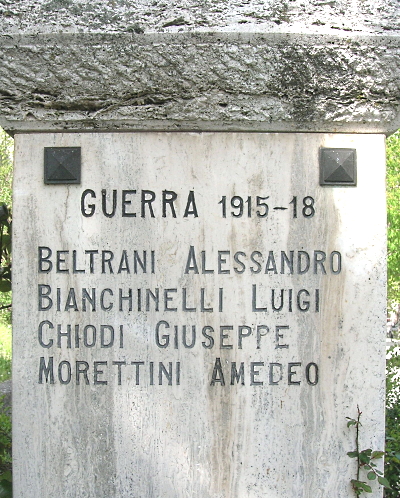 GUERRA 1915-18
BELTRANI ALESSANDRO
BIANCHINELLI LUIGI
CHIODI GIUSEPPE
MORETTINI AMEDEO